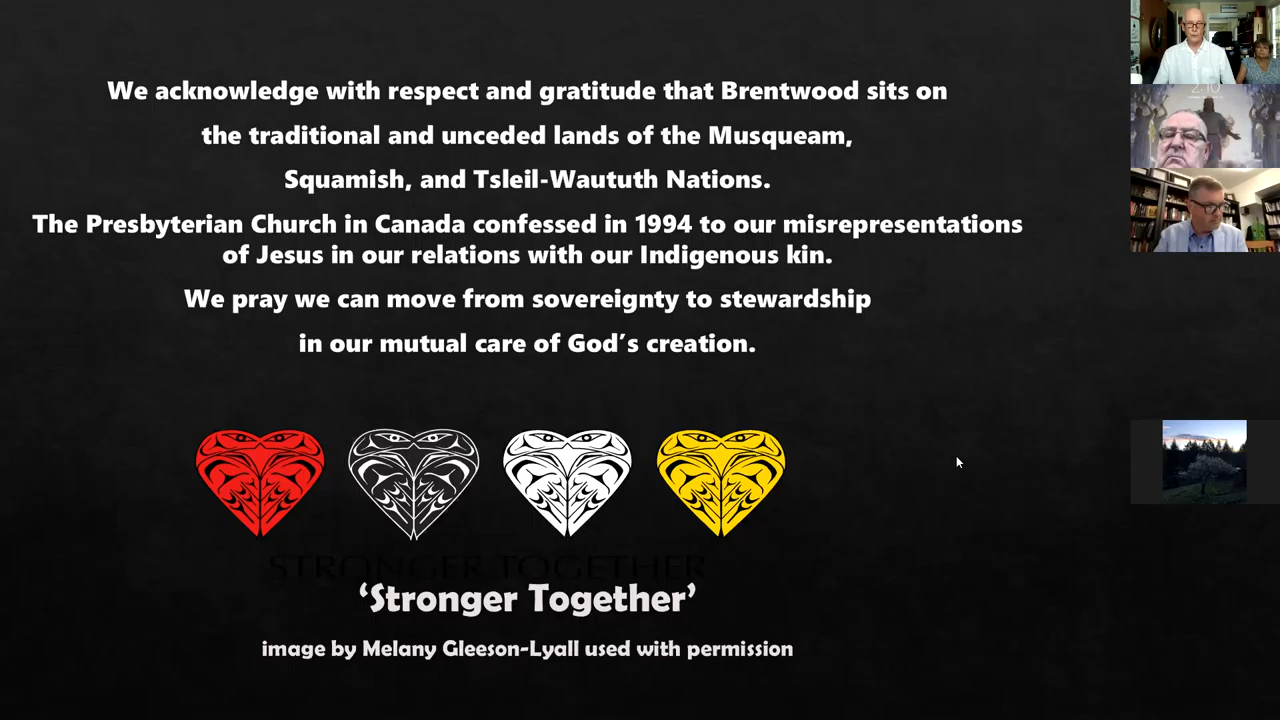 We acknowledge with respect and gratitude that Brentwood sits on
the traditional and unceded lands of the Musqueam,
Squamish, and Tsleil-Waututh Nations.
The Presbyterian Church in Canada confessed in 1994 to our misrepresentations
of Jesus in our relations with our Indigenous kin.
We pray we can move from sovereignty to stewardship
in our mutual care of God's creation.
STRONGER TOGETHER
'Stronger Together'
image by Melany Gleeson-Lyall used with permission
2:10